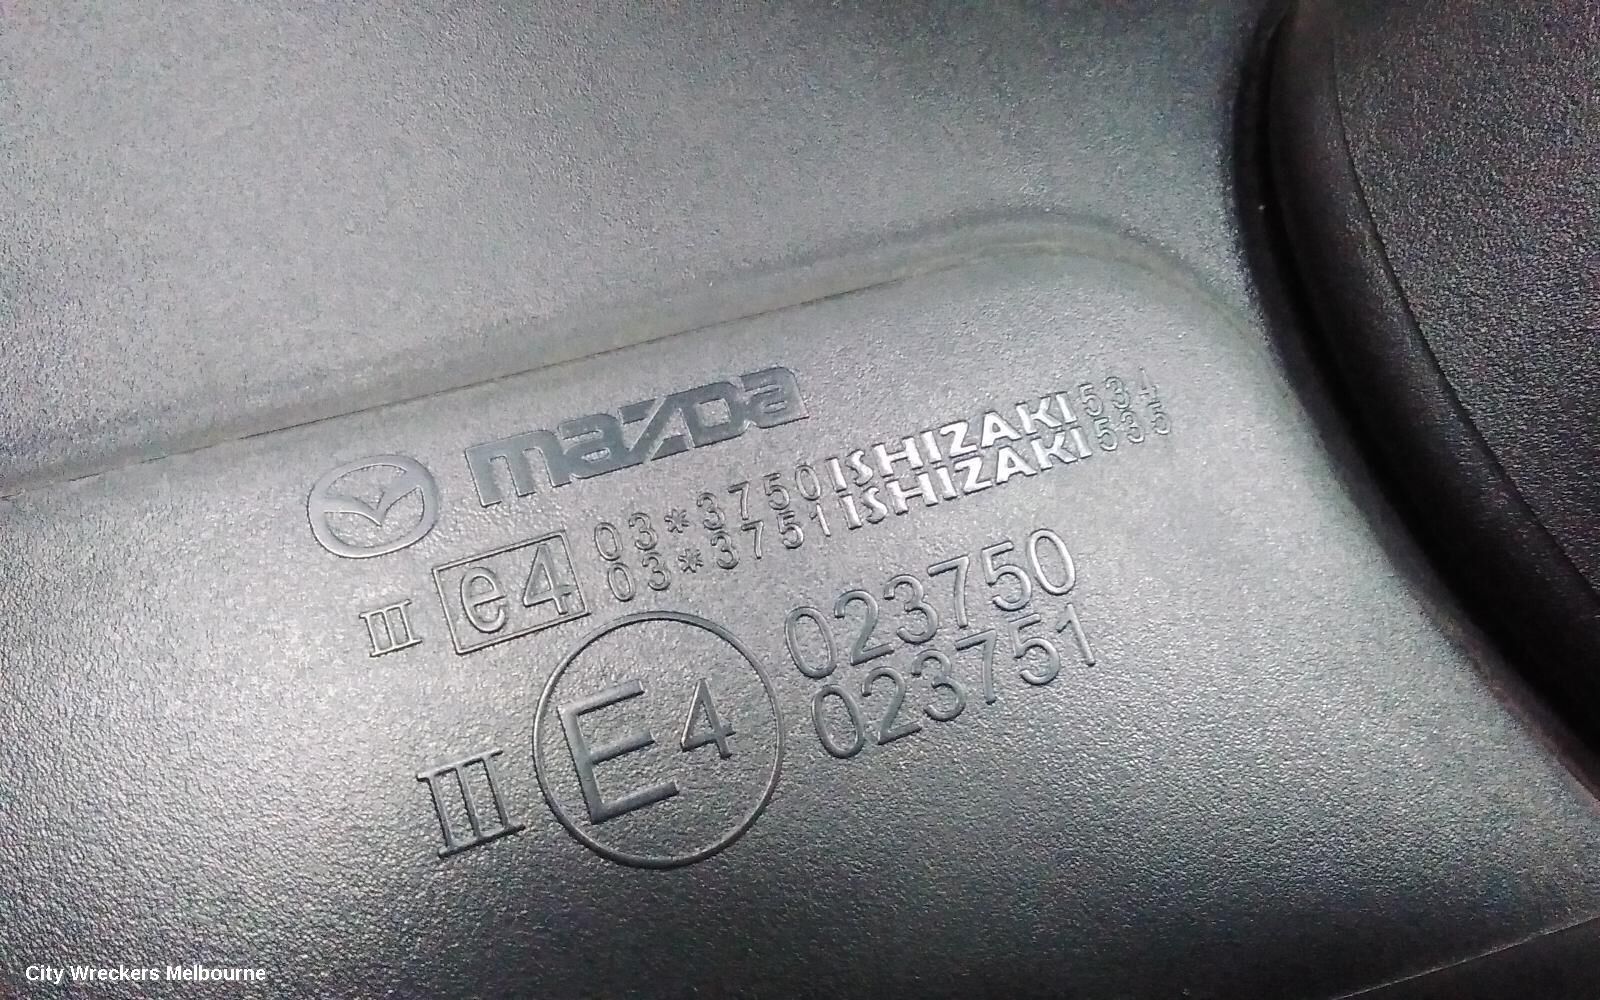 mazda
III e4 03*3750 ISHIZAKI 534
03*3751 ISHIZAKI 535
III E4 023750
023751
City Wreckers Melbourne